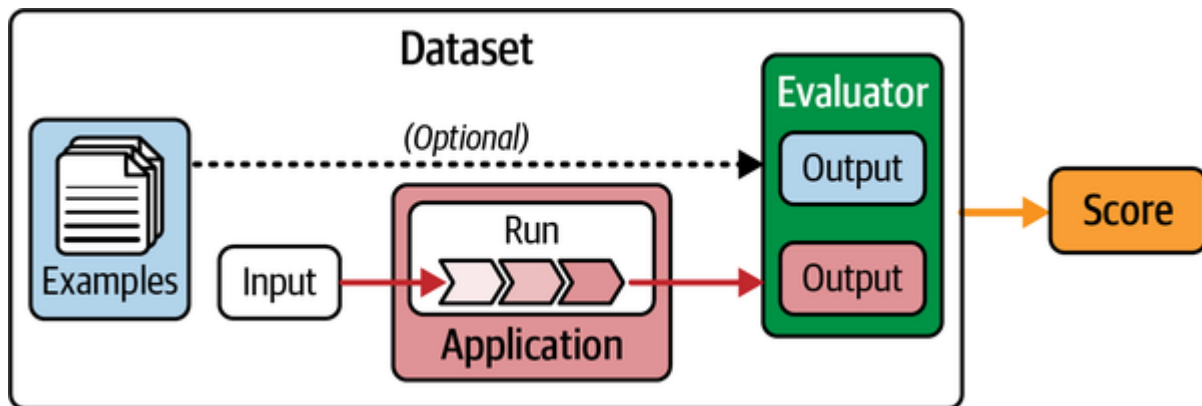 Dataset
Evaluator
(Optional)
Output
Examples
Input
Run
Application
Output
Score